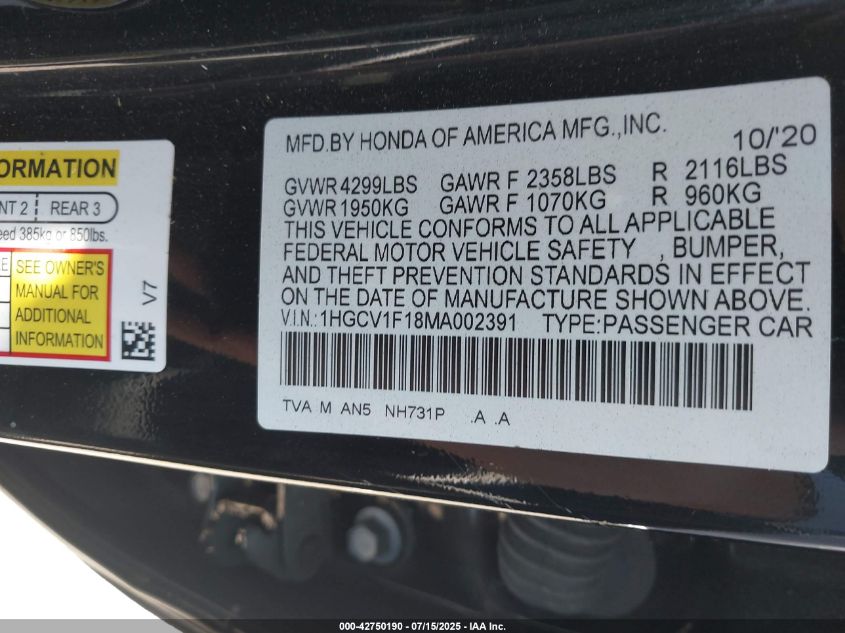 ORMATION
NT 2 REAR 3
eed 385kg or 850lbs.
E SEE OWNER'S
MANUAL FOR
ADDITIONAL
INFORMATION
V7
MFD.BY HONDA OF AMERICA MFG.,INC. 10/'20
GVWR 4299LBS GAWR F 2358LBS R 2116LBS
GVWR 1950KG GAWR F 1070KG R 960KG
THIS VEHICLE CONFORMS TO ALL APPLICABLE
FEDERAL MOTOR VEHICLE SAFETY , BUMPER,
AND THEFT PREVENTION STANDARDS IN EFFECT
ON THE DATE OF MANUFACTURE SHOWN ABOVE.
V.I.N.:1HGCV1F18MA002391 TYPE:PASSENGER CAR
TVA M AN5 NH731P .A .A
000-42750190 - 07/15/2025 - IAA Inc.